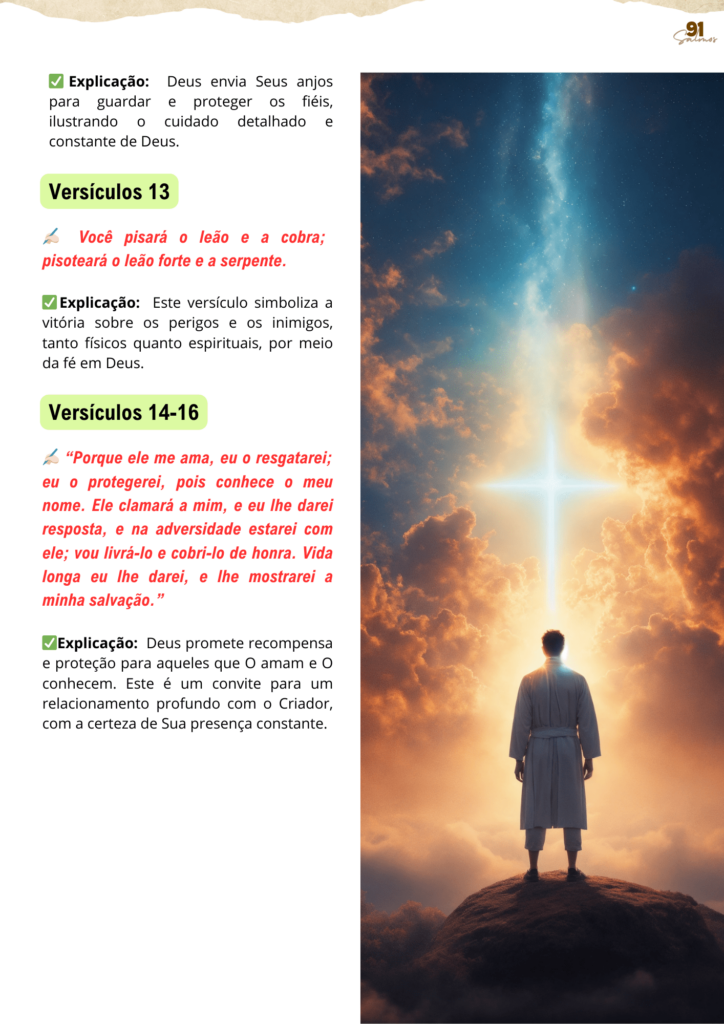 91
Salmos
✅ Explicação: Deus envia Seus anjos
para guardar e proteger os fiéis,
ilustrando o cuidado detalhado e
constante de Deus.
Versículos 13
✍🏻 Você pisará o leão e a cobra;
pisoteará o leão forte e a serpente.
✅ Explicação: Este versículo simboliza a
vitória sobre os perigos e os inimigos,
tanto físicos quanto espirituais, por meio
da fé em Deus.
Versículos 14-16
✍🏻 “Porque ele me ama, eu o resgatarei;
eu o protegerei, pois conhece o meu
nome. Ele clamará a mim, e eu lhe darei
resposta, e na adversidade estarei com
ele; vou livrá-lo e cobri-lo de honra. Vida
longa eu lhe darei, e lhe mostrarei a
minha salvação.”
✅Explicação: Deus promete recompensa
e proteção para aqueles que O amam e O
conhecem. Este é um convite para um
relacionamento profundo com o Criador,
com a certeza de Sua presença constante.